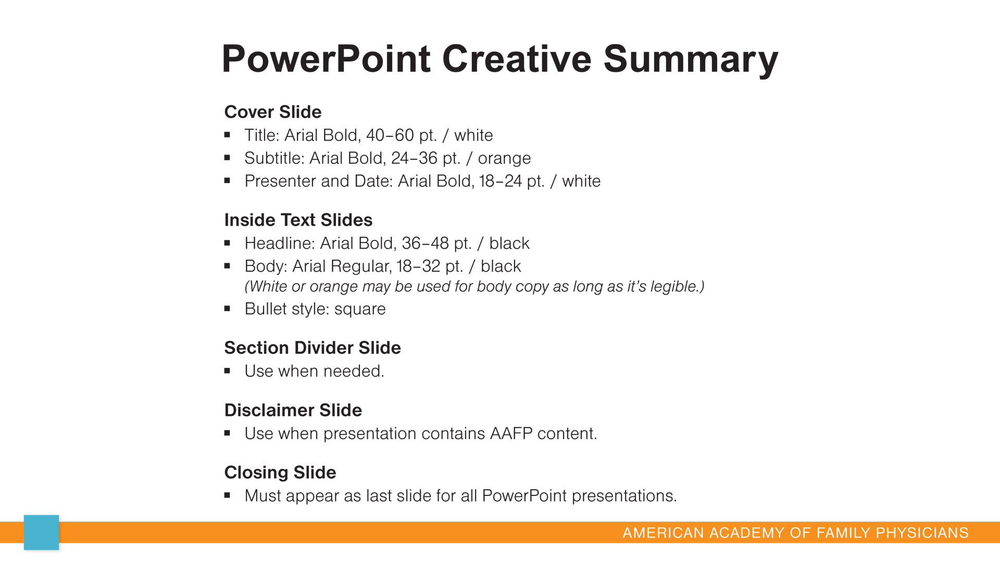 PowerPoint Creative Summary
Cover Slide
▪ Title: Arial Bold, 40–60 pt. / white
▪ Subtitle: Arial Bold, 24–36 pt. / orange
▪ Presenter and Date: Arial Bold, 18–24 pt. / white
Inside Text Slides
▪ Headline: Arial Bold, 36–48 pt. / black
▪ Body: Arial Regular, 18–32 pt. / black
(White or orange may be used for body copy as long as it’s legible.)
▪ Bullet style: square
Section Divider Slide
▪ Use when needed.
Disclaimer Slide
▪ Use when presentation contains AAFP content.
Closing Slide
▪ Must appear as last slide for all PowerPoint presentations.
AMERICAN ACADEMY OF FAMILY PHYSICIANS